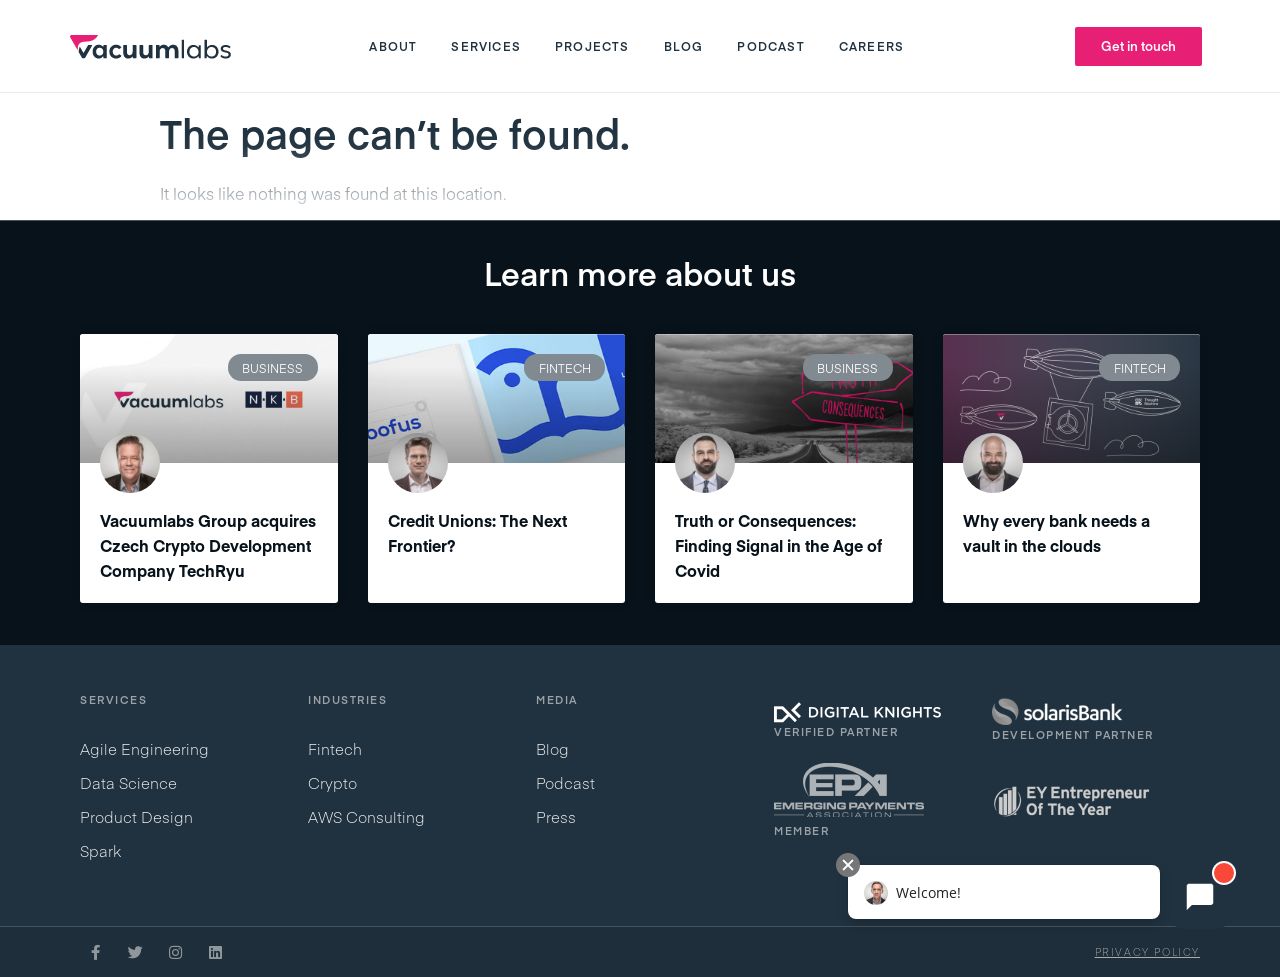 vacuumlabs
ABOUT
SERVICES
PROJECTS
BLOG
PODCAST
CAREERS
Get in touch
The page can’t be found.
It looks like nothing was found at this location.
Learn more about us
BUSINESS
vacuumlabs
N·K·B
Vacuumlabs Group acquires
Czech Crypto Development
Company TechRyu
FINTECH
oofus
Credit Unions: The Next
Frontier?
BUSINESS
TRUTH
CONSEQUENCES
Truth or Consequences:
Finding Signal in the Age of
Covid
FINTECH
Thought
Machine
Why every bank needs a
vault in the clouds
SERVICES
Agile Engineering
Data Science
Product Design
Spark
INDUSTRIES
Fintech
Crypto
AWS Consulting
MEDIA
Blog
Podcast
Press
DIGITAL KNIGHTS
VERIFIED PARTNER
solarisBank
DEVELOPMENT PARTNER
EPA
EMERGING PAYMENTS
ASSOCIATION
MEMBER
EY Entrepreneur
Of The Year
Welcome!
PRIVACY POLICY